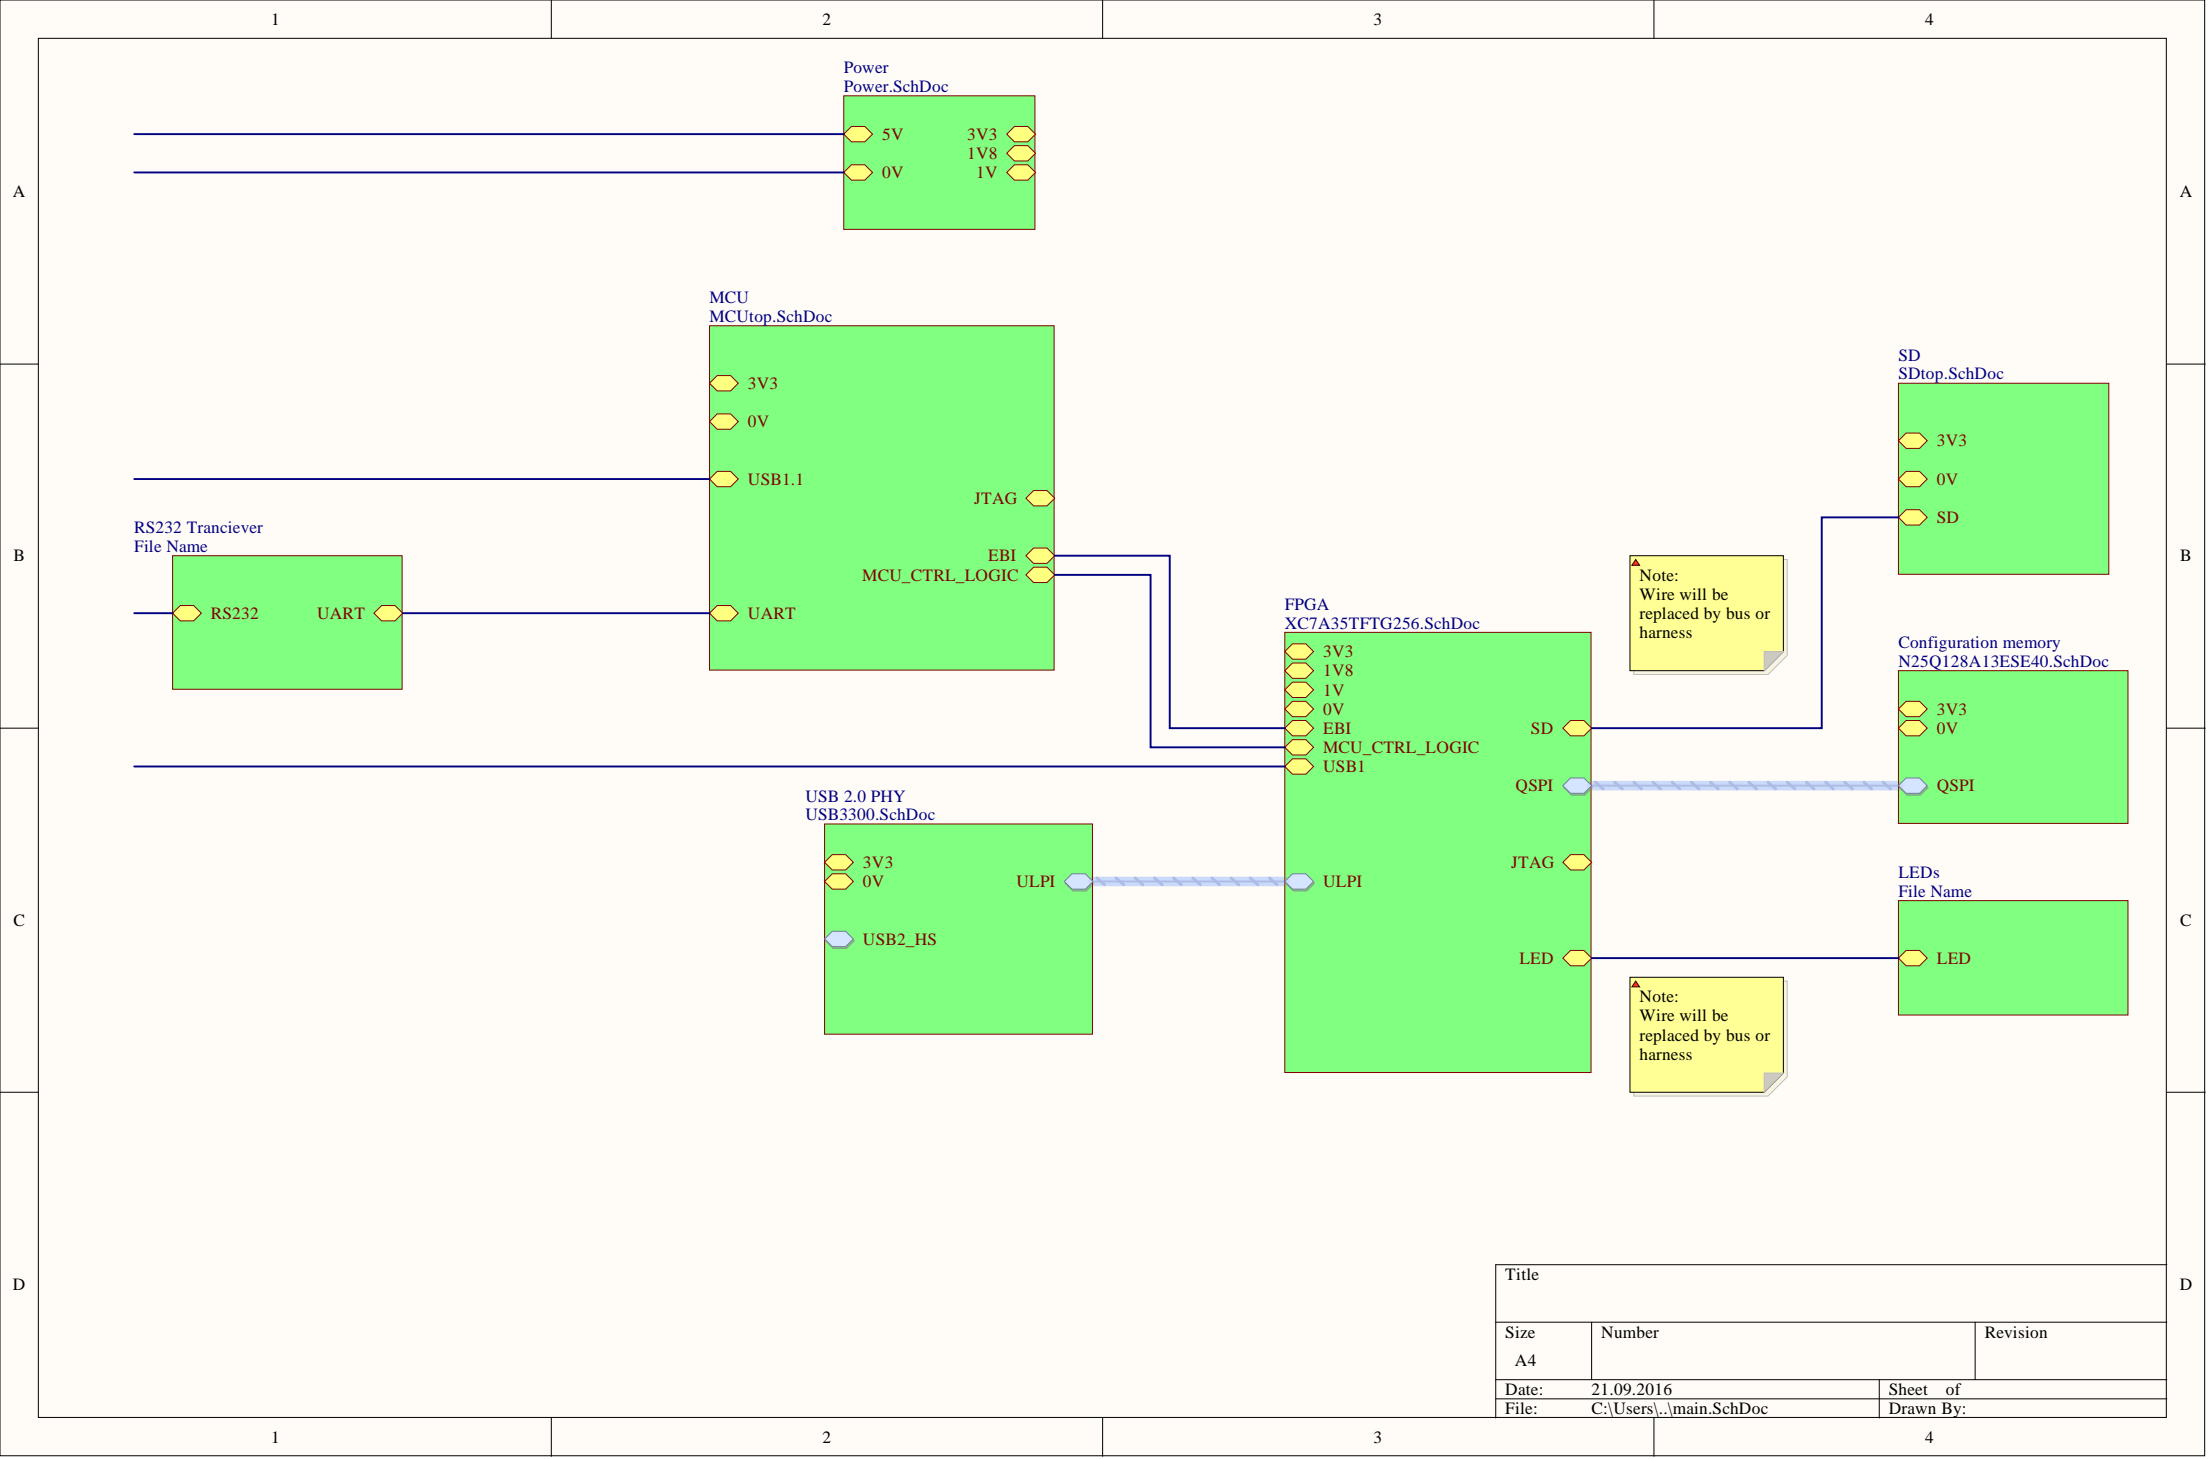 1 2 3 4
A A
B B
C C
D D
Power
Power.SchDoc
5V 3V3
1V8
0V 1V
MCU
MCUtop.SchDoc
3V3
0V
USB1.1
JTAG
EBI
MCU_CTRL_LOGIC
UART
RS232 Tranciever
File Name
RS232 UART
SD
SDtop.SchDoc
3V3
0V
SD
Note:
Wire will be
replaced by bus or
harness
FPGA
XC7A35TFTG256.SchDoc
3V3
1V8
1V
0V
EBI SD
MCU_CTRL_LOGIC
USB1
QSPI
JTAG
ULPI
LED
Configuration memory
N25Q128A13ESE40.SchDoc
3V3
0V
QSPI
USB 2.0 PHY
USB3300.SchDoc
3V3
0V ULPI
USB2_HS
LEDs
File Name
LED
Note:
Wire will be
replaced by bus or
harness
Title
Size Number Revision
A4
Date: 21.09.2016 Sheet of
File: C:\Users\..\main.SchDoc Drawn By:
1 2 3 4